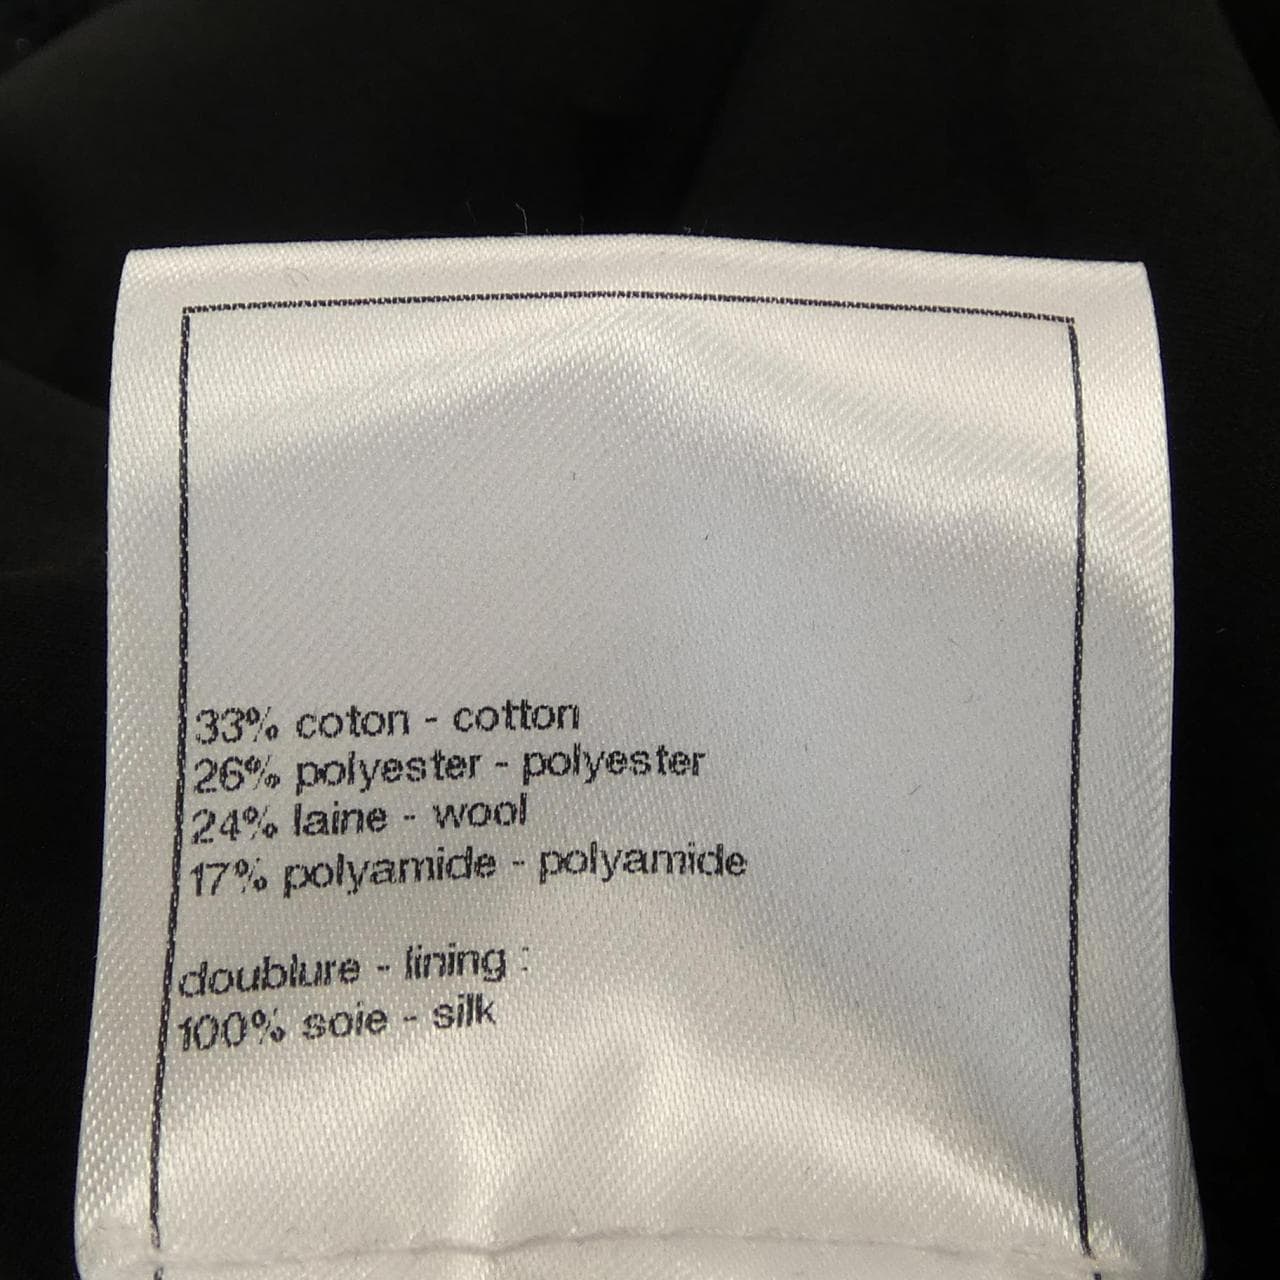 33% coton - cotton
26% polyester - polyester
24% laine - wool
17% polyamide - polyamide
doublure - lining :
100% soie - silk